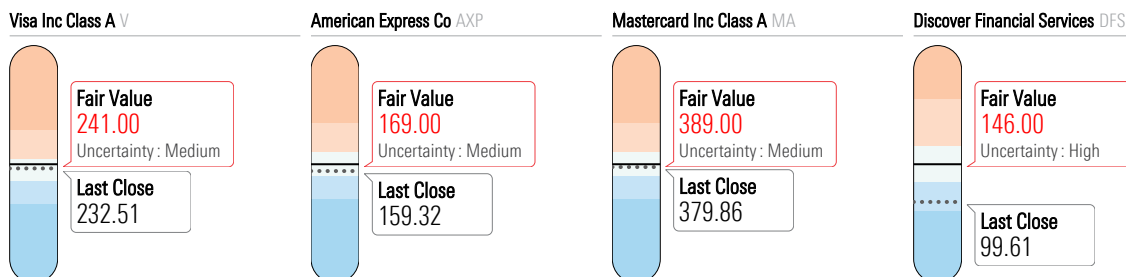 Visa Inc Class A V
Fair Value
241.00
Uncertainty : Medium
Last Close
232.51
American Express Co AXP
Fair Value
169.00
Uncertainty : Medium
Last Close
159.32
Mastercard Inc Class A MA
Fair Value
389.00
Uncertainty : Medium
Last Close
379.86
Discover Financial Services DFS
Fair Value
146.00
Uncertainty : High
Last Close
99.61